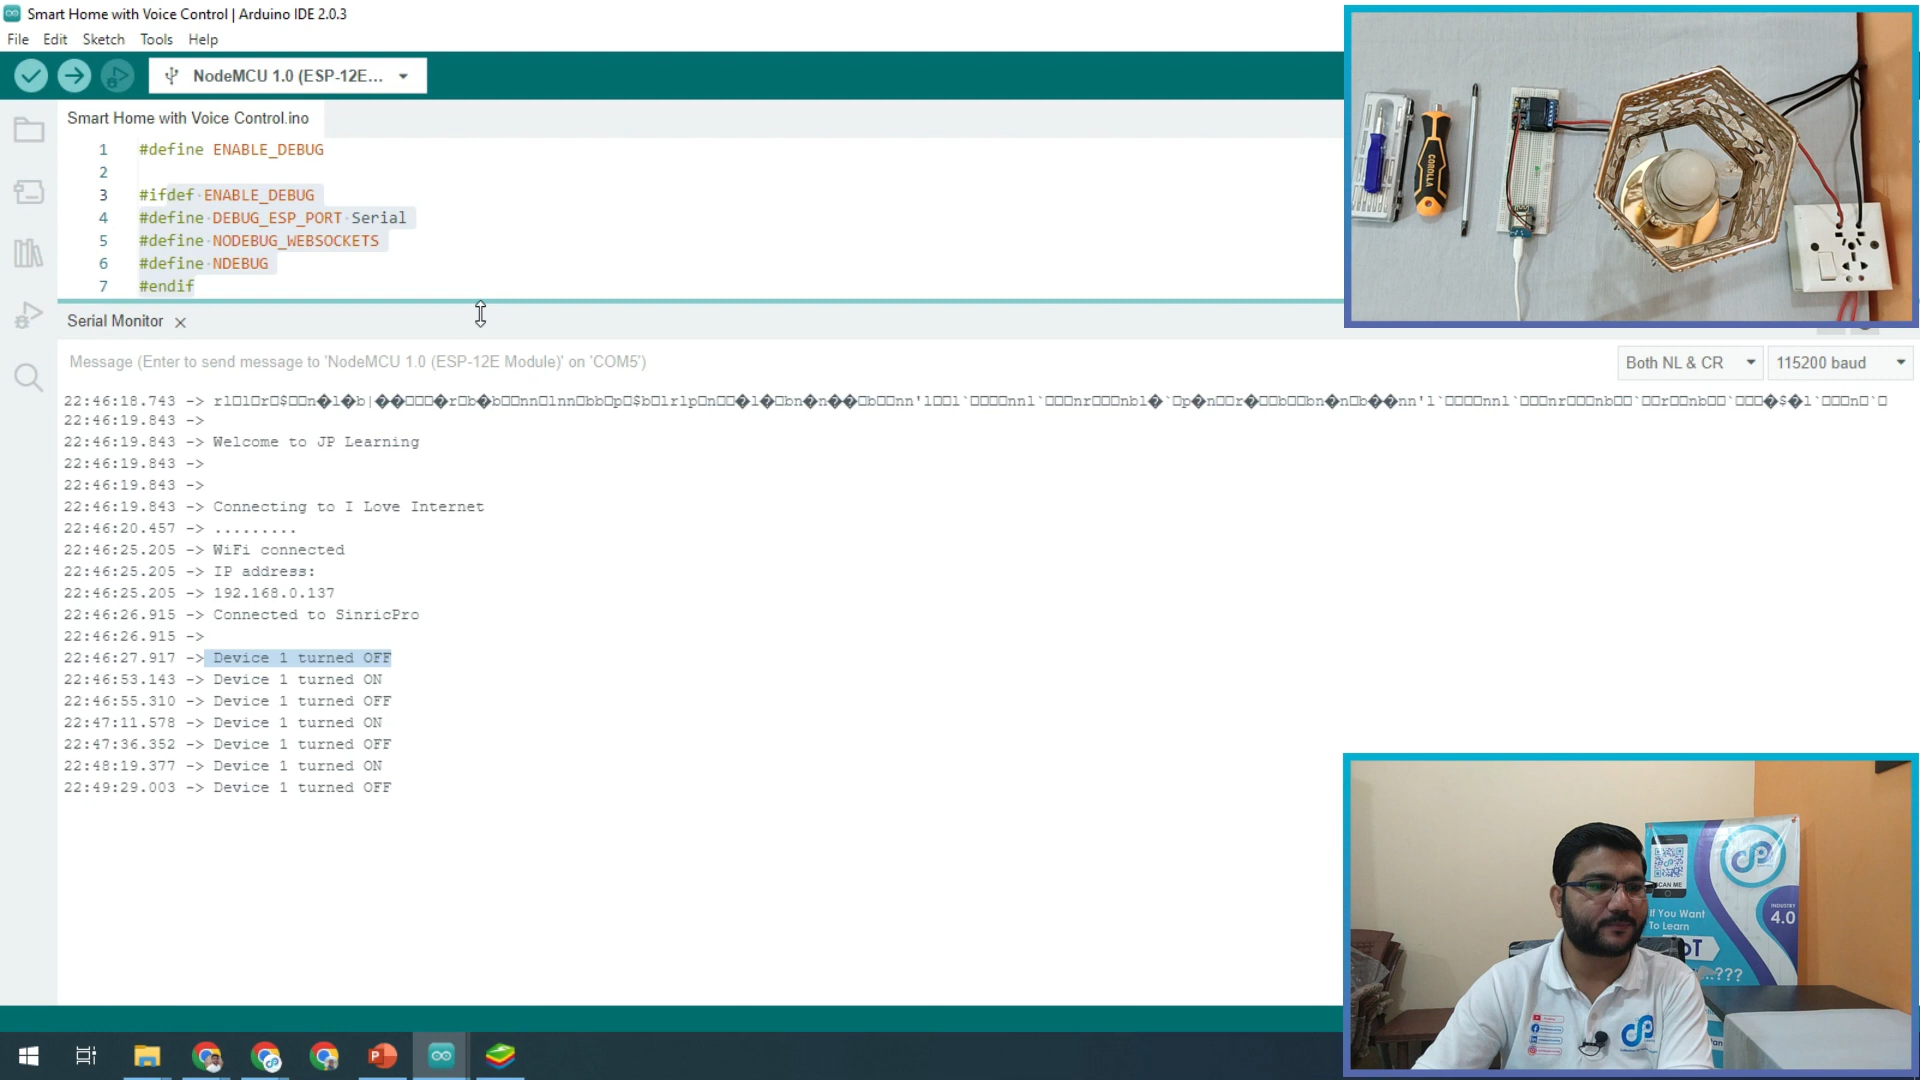 Smart Home with Voice Control | Arduino IDE 2.0.3
File Edit Sketch Tools Help
NodeMCU 1.0 (ESP-12E...
Smart Home with Voice Control.ino
1 #define ENABLE_DEBUG
2
3 #ifdef ENABLE_DEBUG
4 #define DEBUG_ESP_PORT Serial
5 #define NODEBUG_WEBSOCKETS
6 #define NDEBUG
7 #endif
Serial Monitor
Message (Enter to send message to 'NodeMCU 1.0 (ESP-12E Module)' on 'COM5')
Both NL & CR
115200 baud
22:46:18.743 ->
22:46:19.843 ->
22:46:19.843 -> Welcome to JP Learning
22:46:19.843 ->
22:46:19.843 ->
22:46:19.843 -> Connecting to I Love Internet
22:46:20.457 -> .........
22:46:25.205 -> WiFi connected
22:46:25.205 -> IP address:
22:46:25.205 -> 192.168.0.137
22:46:26.915 -> Connected to SinricPro
22:46:26.915 ->
22:46:27.917 -> Device 1 turned OFF
22:46:53.143 -> Device 1 turned ON
22:46:55.310 -> Device 1 turned OFF
22:47:11.578 -> Device 1 turned ON
22:47:36.352 -> Device 1 turned OFF
22:48:19.377 -> Device 1 turned ON
22:49:29.003 -> Device 1 turned OFF
COROLLA
SCAN ME
INDUSTRY
4.0
If You Want
To Learn
...???